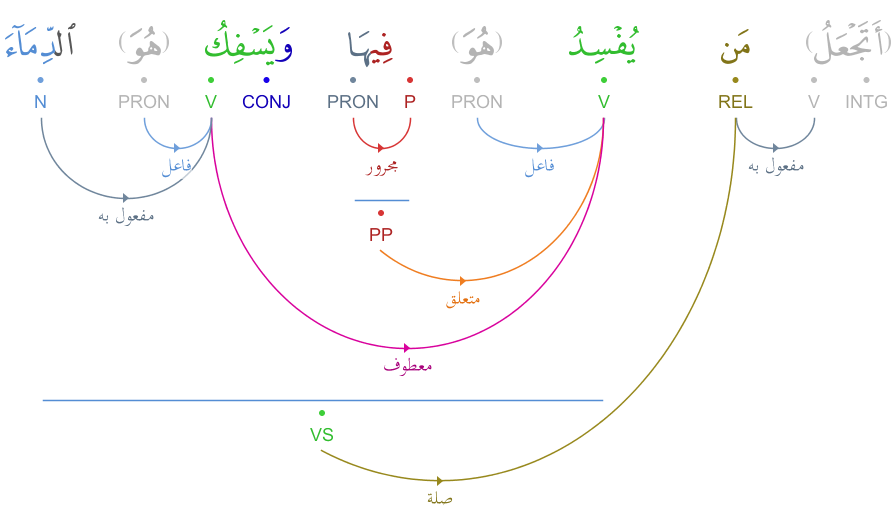 (أَتَجْعَلُ) مَن يُفْسِدُ (هُوَ) فِيهَا وَيَسْفِكُ (هُوَ) ٱلدِّمَآءَ
INTG V REL V PRON P PRON CONJ V PRON N
مفعول به فاعل مجرور فاعل
مفعول به
PP
متعلق
معطوف
VS
صلة